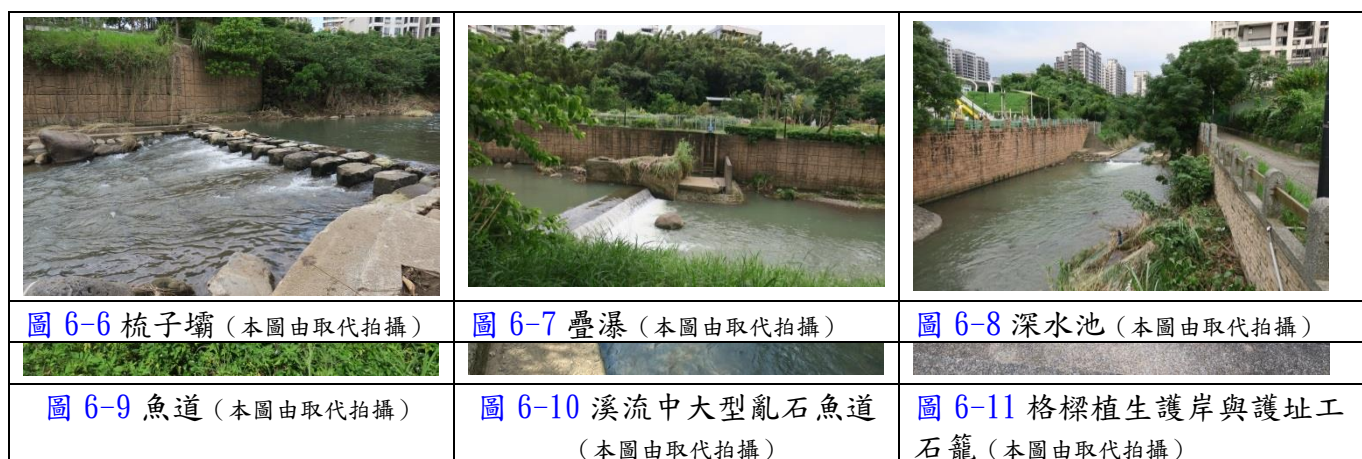 圖 6-6 梳子壩（本圖由取代拍攝）
圖 6-7 疊瀑（本圖由取代拍攝）
圖 6-8 深水池（本圖由取代拍攝）
圖 6-9 魚道（本圖由取代拍攝）
圖 6-10 溪流中大型亂石魚道
（本圖由取代拍攝）
圖 6-11 格樑植生護岸與護址工
石籠（本圖由取代拍攝）